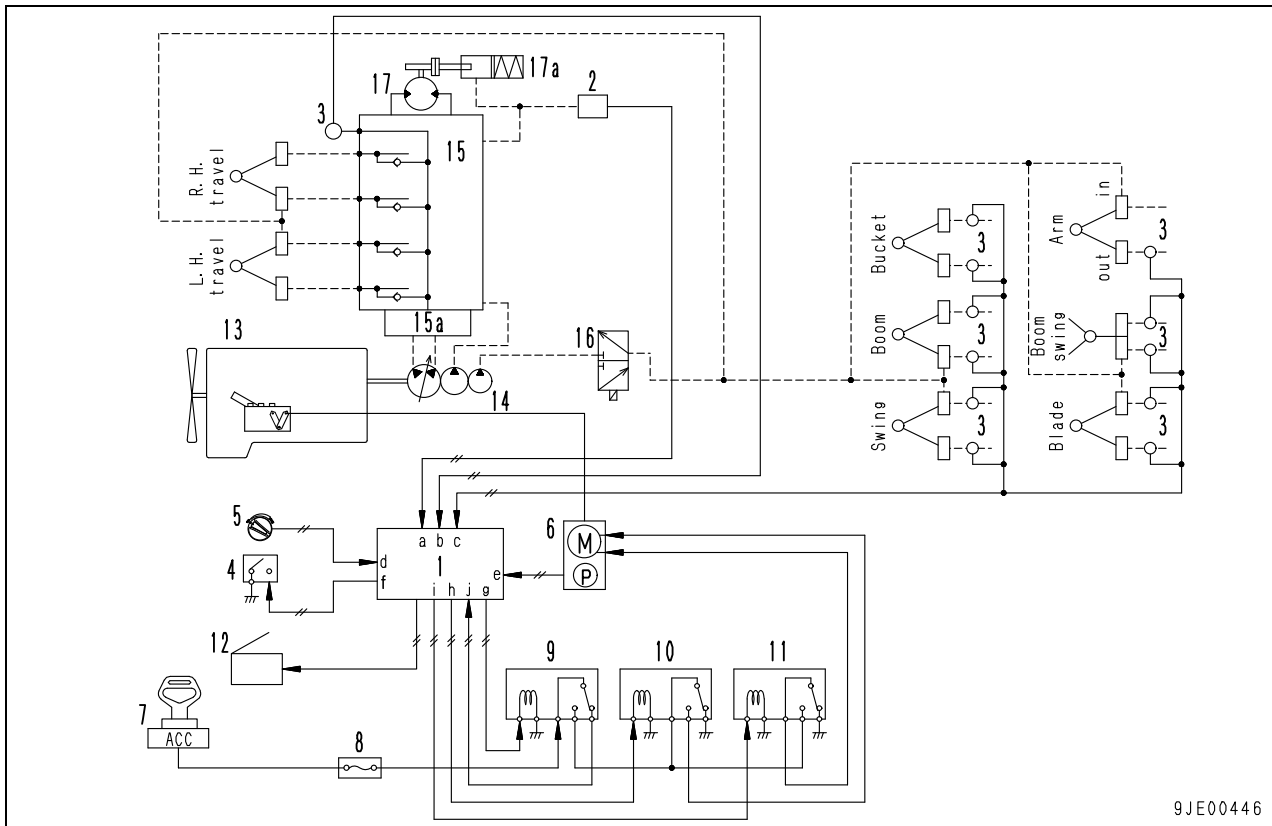 17
17a
2
3
15
R.H.
travel
L.H.
travel
in
Arm
out
Bucket
3
3
Boom
3
Boom
swing
3
Swing
3
Blade
3
13
15a
16
14
5
4
a b c
d
1
e
f
i h j g
6
M
P
12
9
10
11
7
ACC
8
9JE00446